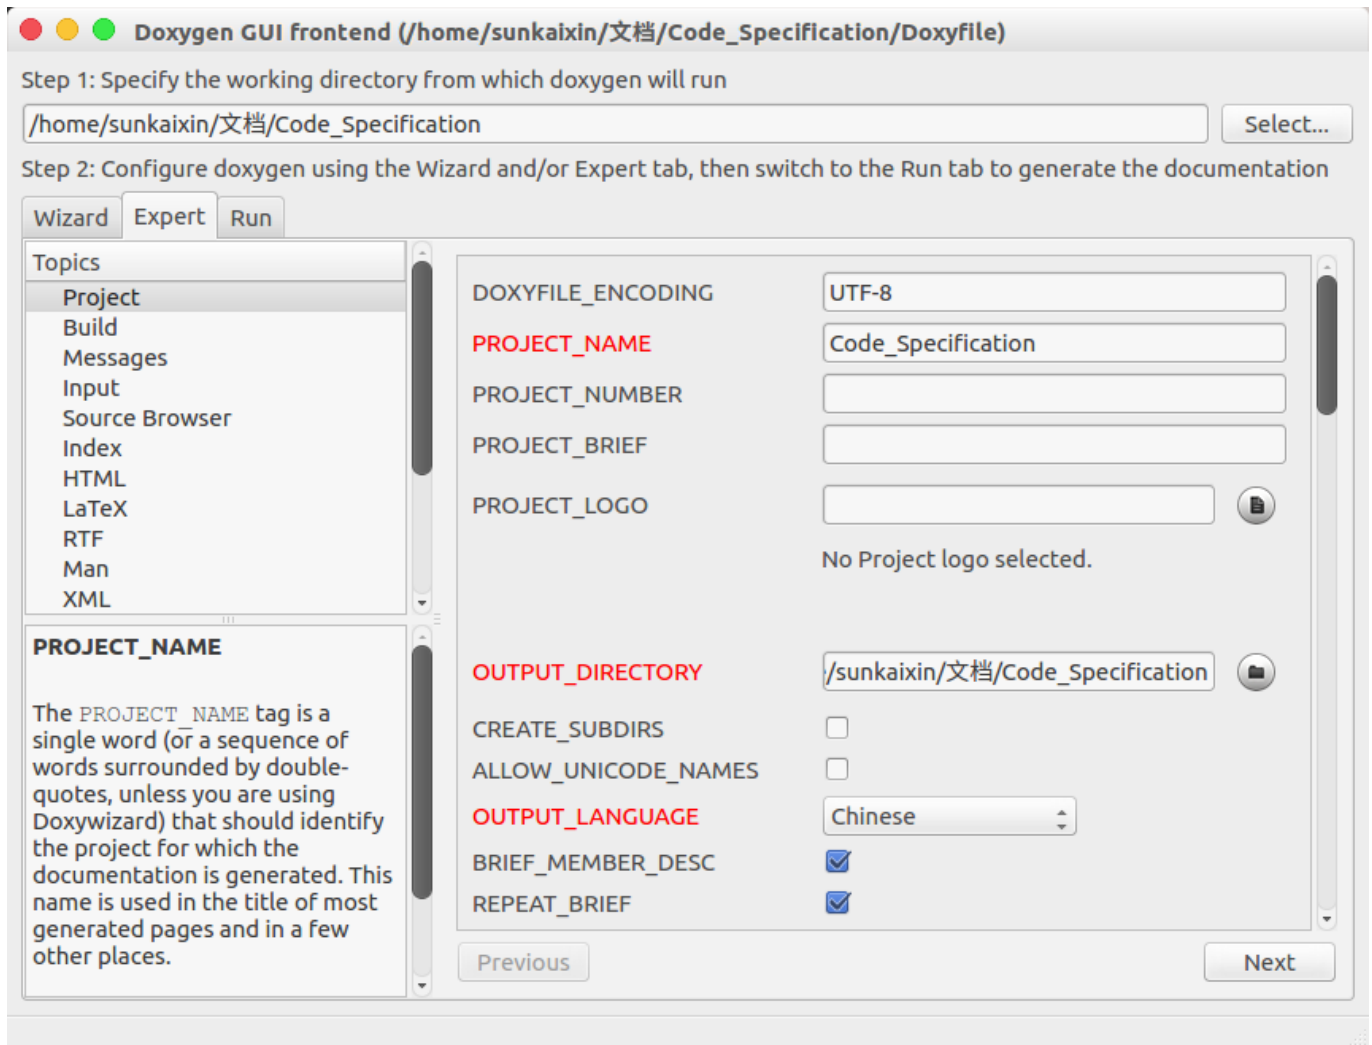 Doxygen GUI frontend (/home/sunkaixin/文档/Code_Specification/Doxyfile)
Step 1: Specify the working directory from which doxygen will run
/home/sunkaixin/文档/Code_Specification
Select...
Step 2: Configure doxygen using the Wizard and/or Expert tab, then switch to the Run tab to generate the documentation
Wizard
Expert
Run
Topics
Project
Build
Messages
Input
Source Browser
Index
HTML
LaTeX
RTF
Man
XML
PROJECT_NAME
The PROJECT_NAME tag is a
single word (or a sequence of
words surrounded by double-
quotes, unless you are using
Doxywizard) that should identify
the project for which the
documentation is generated. This
name is used in the title of most
generated pages and in a few
other places.
DOXYFILE_ENCODING
UTF-8
PROJECT_NAME
Code_Specification
PROJECT_NUMBER
PROJECT_BRIEF
PROJECT_LOGO
No Project logo selected.
OUTPUT_DIRECTORY
/sunkaixin/文档/Code_Specification
CREATE_SUBDIRS
ALLOW_UNICODE_NAMES
OUTPUT_LANGUAGE
Chinese
BRIEF_MEMBER_DESC
REPEAT_BRIEF
Previous
Next